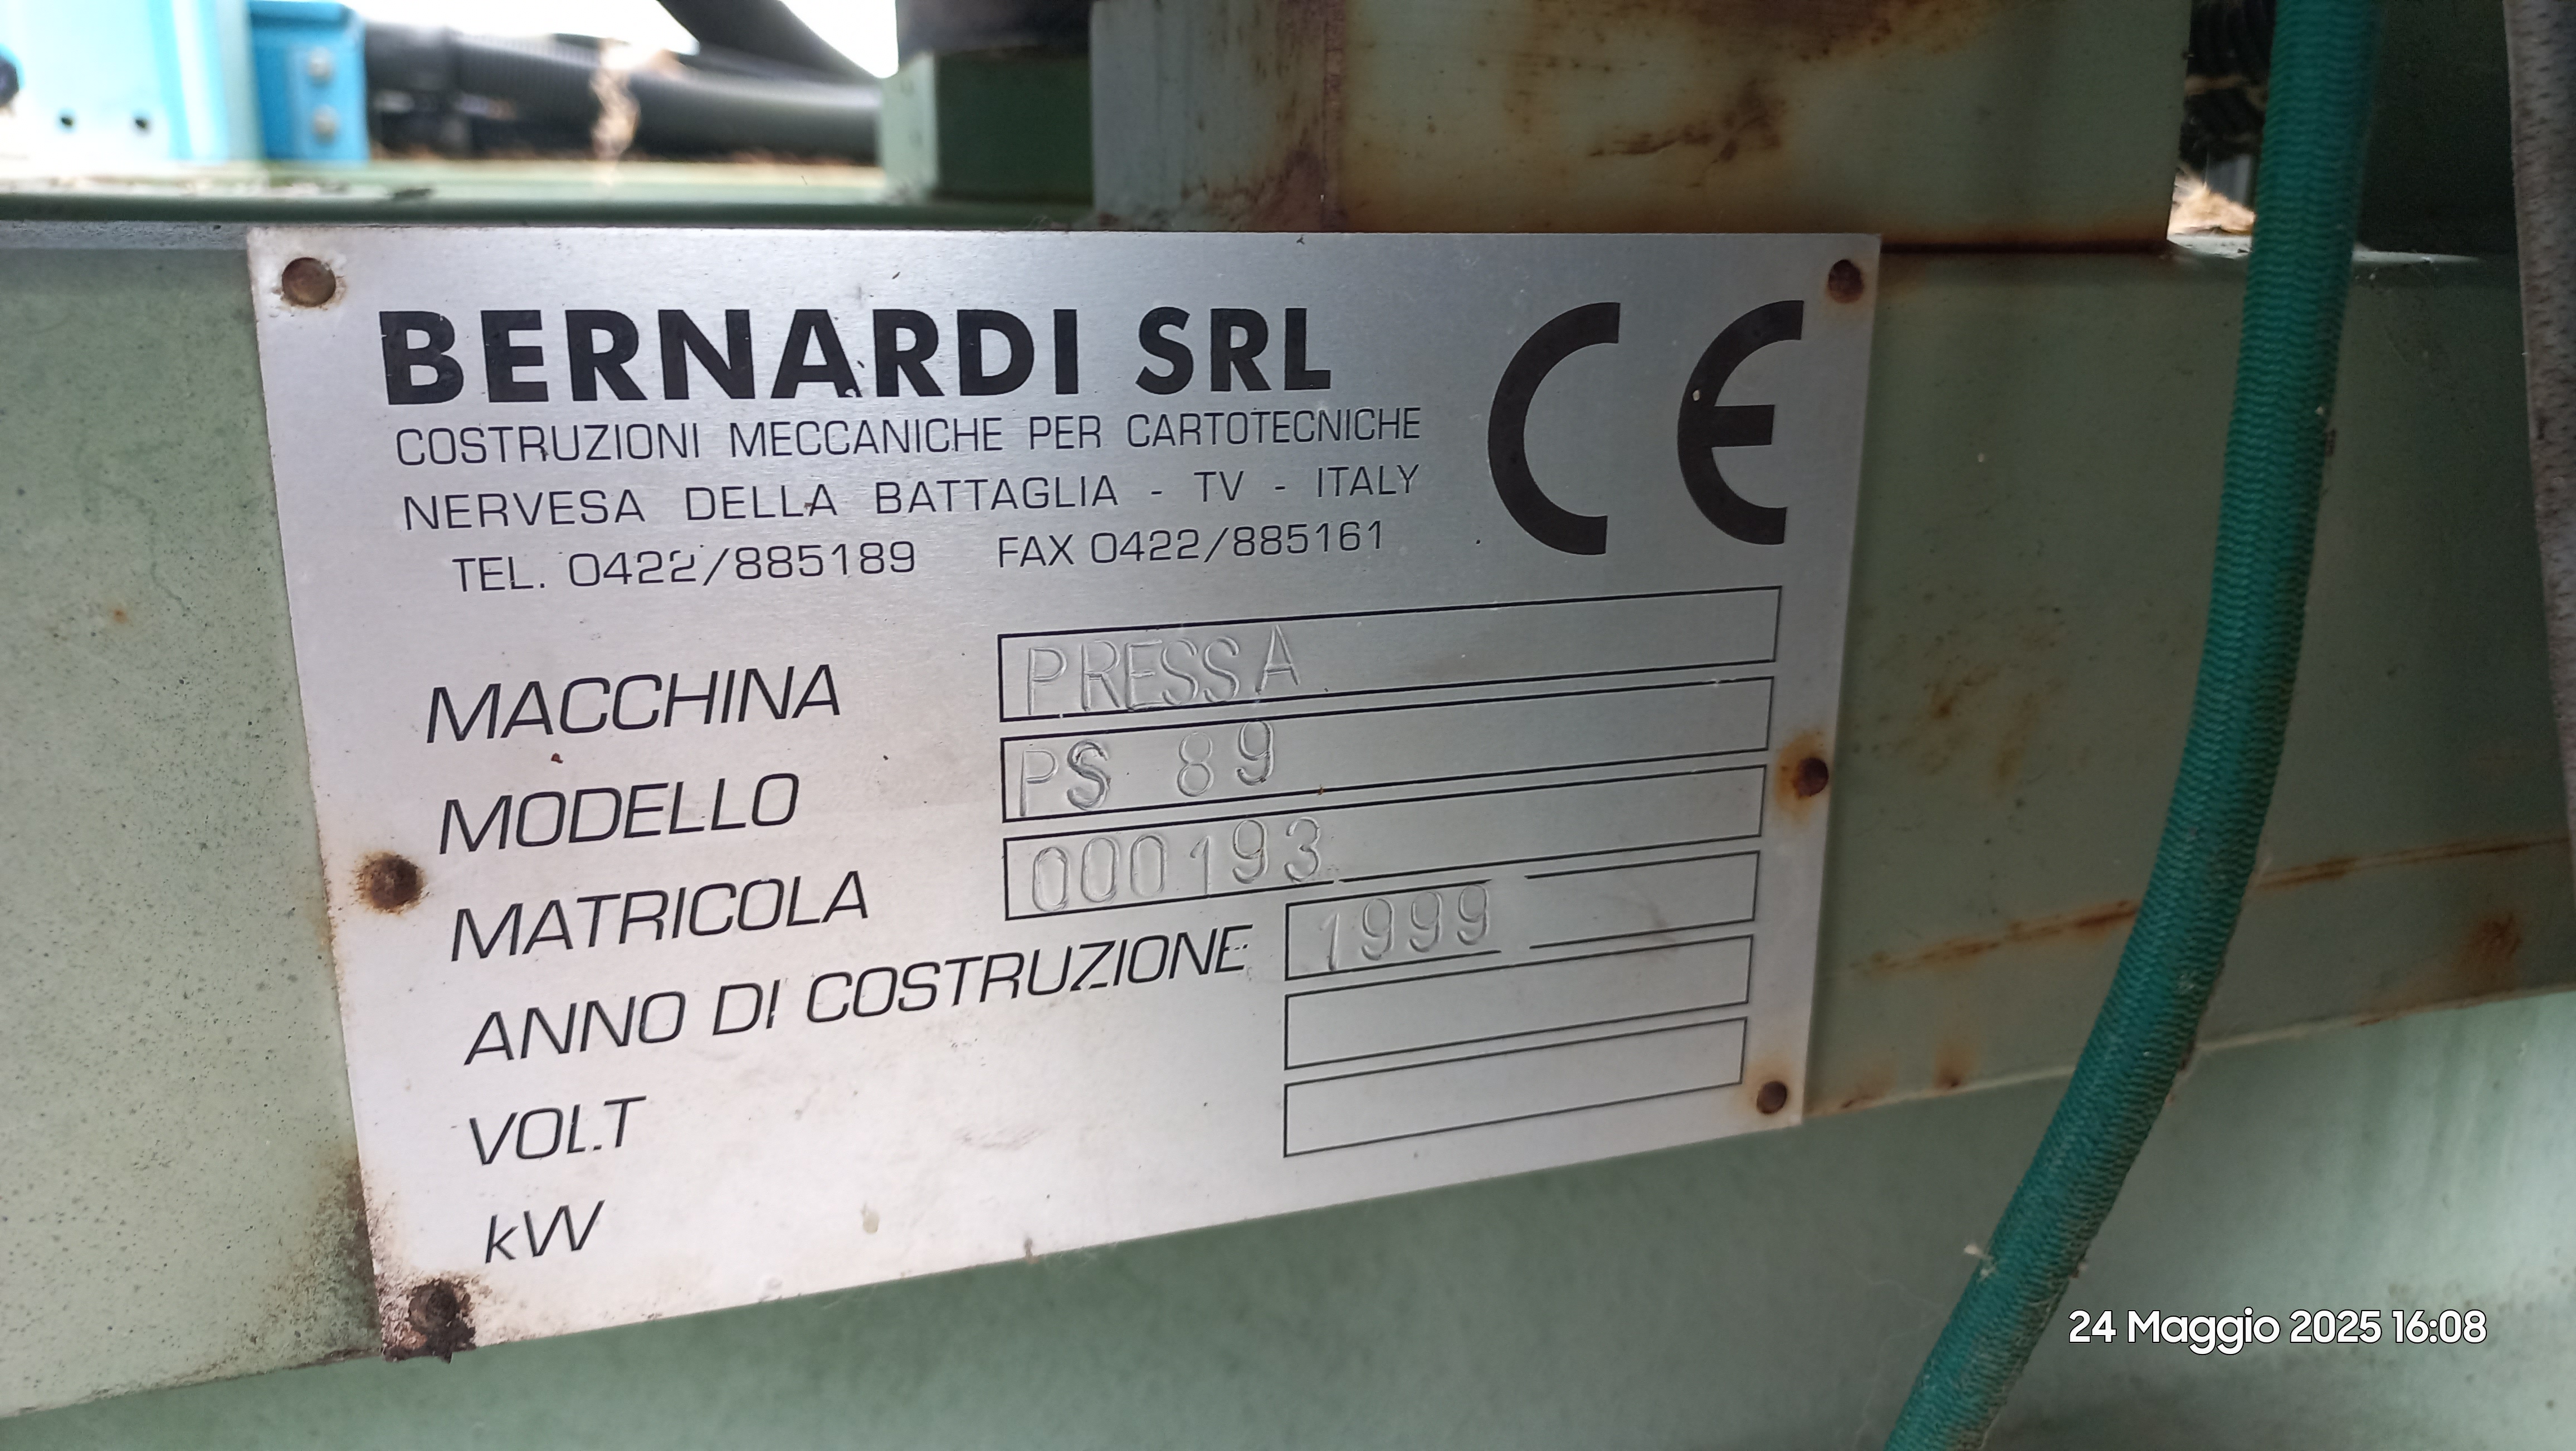 BERNARDI SRL
CE
COSTRUZIONI MECCANICHE PER CARTOTECNICHE
NERVESA DELLA BATTAGLIA - TV - ITALY
TEL. 0422/885189 FAX 0422/885161
MACCHINA PRESSA
MODELLO PS 89
MATRICOLA 000193
ANNO DI COSTRUZIONE 1999
VOLT
kW
24 Maggio 2025 16:08